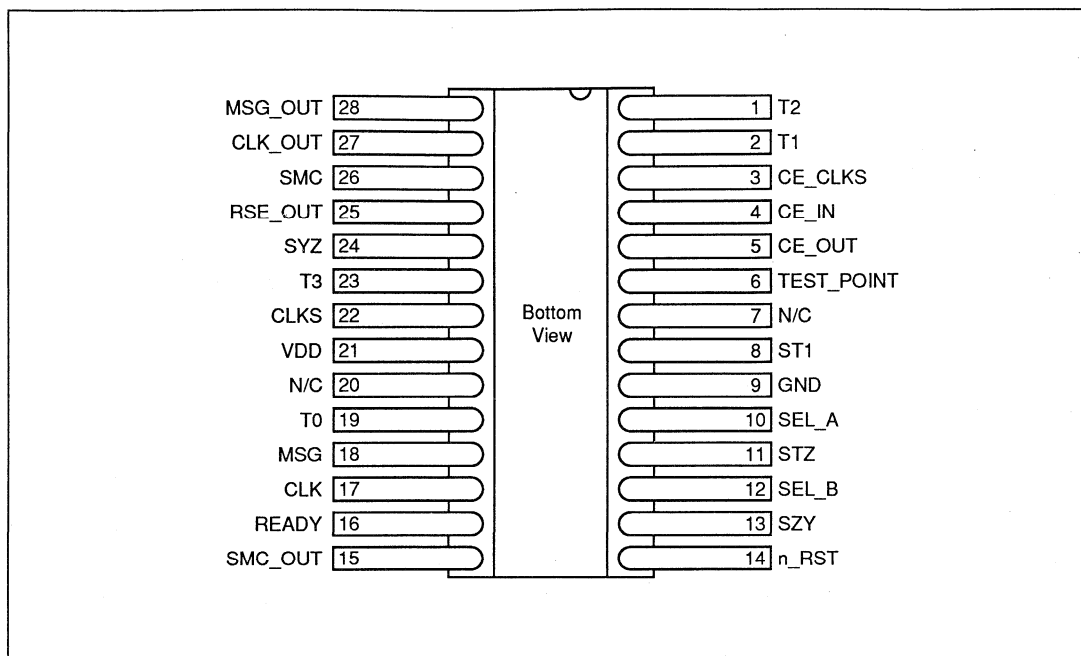 MSG_OUT 28 1 T2
CLK_OUT 27 2 T1
SMC 26 3 CE_CLKS
RSE_OUT 25 4 CE_IN
SYZ 24 5 CE_OUT
T3 23 6 TEST_POINT
CLKS 22 Bottom 7 N/C
View
VDD 21 8 ST1
N/C 20 9 GND
T0 19 10 SEL_A
MSG 18 11 STZ
CLK 17 12 SEL_B
READY 16 13 SZY
SMC_OUT 15 14 n_RST